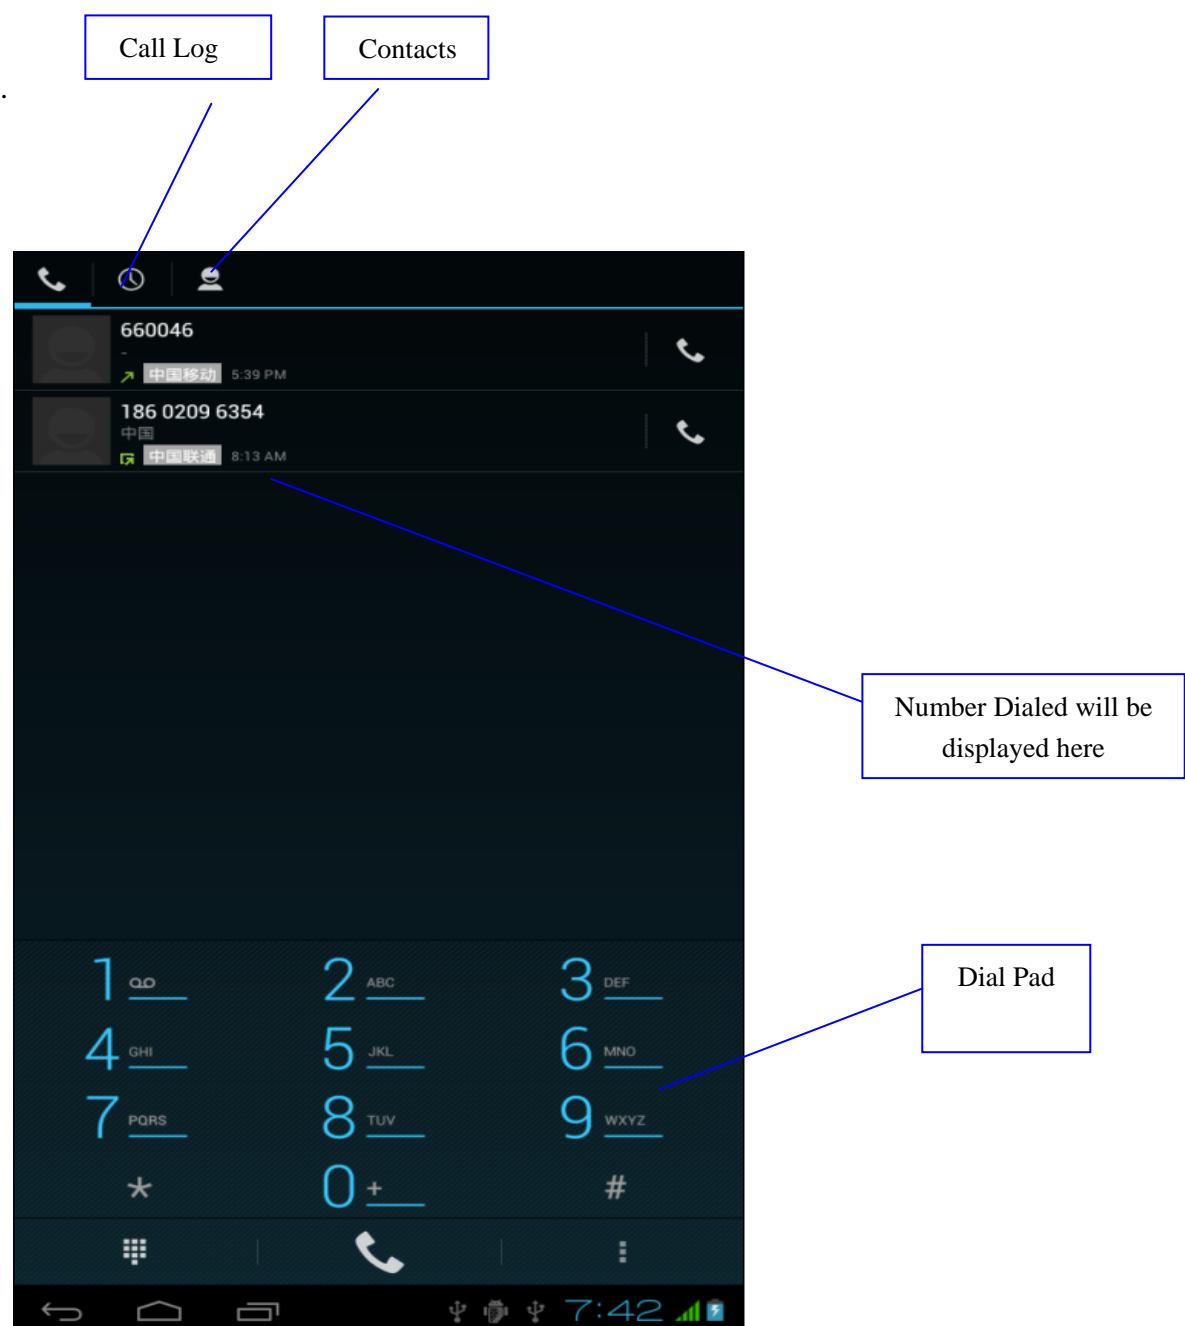 Call Log
Contacts
.
660046
-
中国移动 5:39 PM
186 0209 6354
中国
中国联通 8:13 AM
Number Dialed will be
displayed here
1 2 ABC 3 DEF
Dial Pad
4 GHI 5 JKL 6 MNO
7 PQRS 8 TUV 9 WXYZ
* 0 + #
7:42